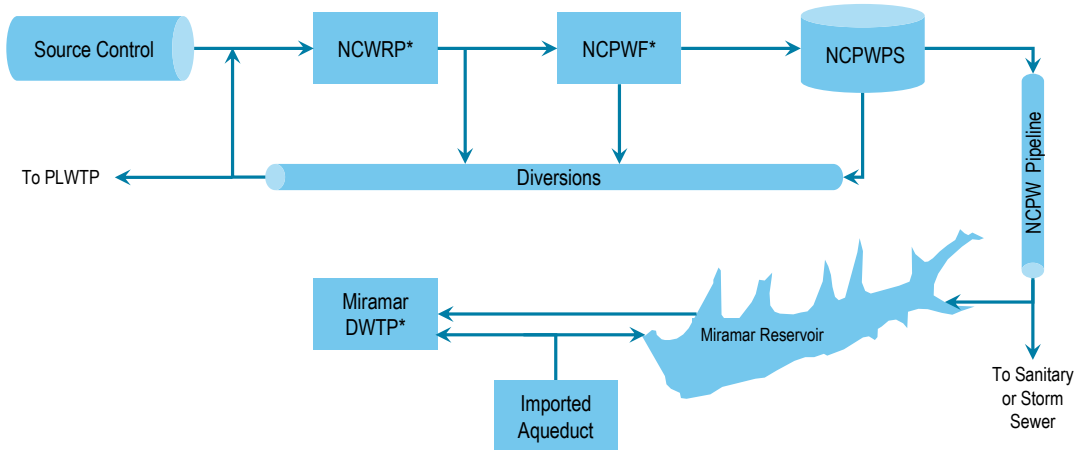 Source Control
NCWRP*
NCPWF*
NCPWPS
NCPW Pipeline
To PLWTP
Diversions
Miramar
DWTP*
Miramar Reservoir
Imported
Aqueduct
To Sanitary
or Storm
Sewer